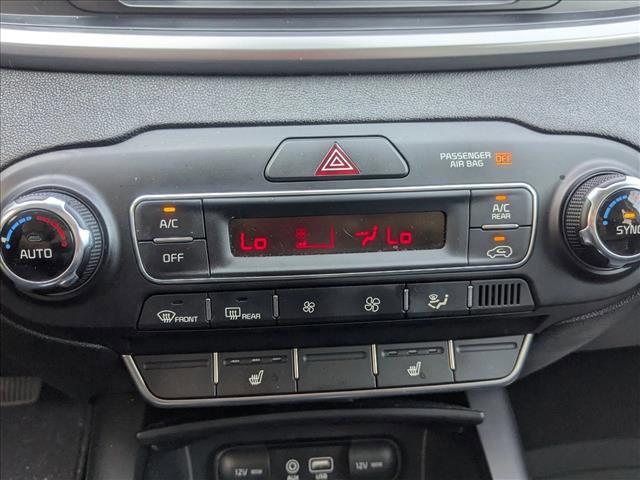 PASSENGER
AIR BAG OFF
A/C
Lo Lo
A/C
REAR
AUTO
OFF
SYNC
FRONT
REAR
12V
AUX
USB
12V